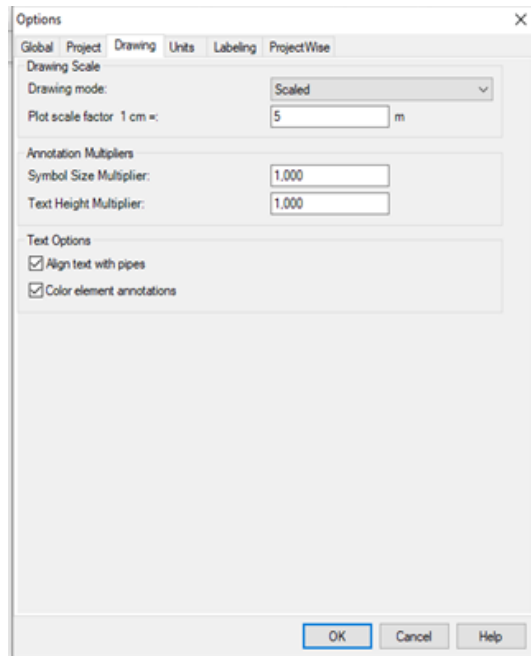 Options
Global Project Drawing Units Labeling ProjectWise
Drawing Scale
Drawing mode: Scaled
Plot scale factor 1 cm =: 5 m
Annotation Multipliers
Symbol Size Multiplier: 1,000
Text Height Multiplier: 1,000
Text Options
Align text with pipes
Color element annotations
OK Cancel Help